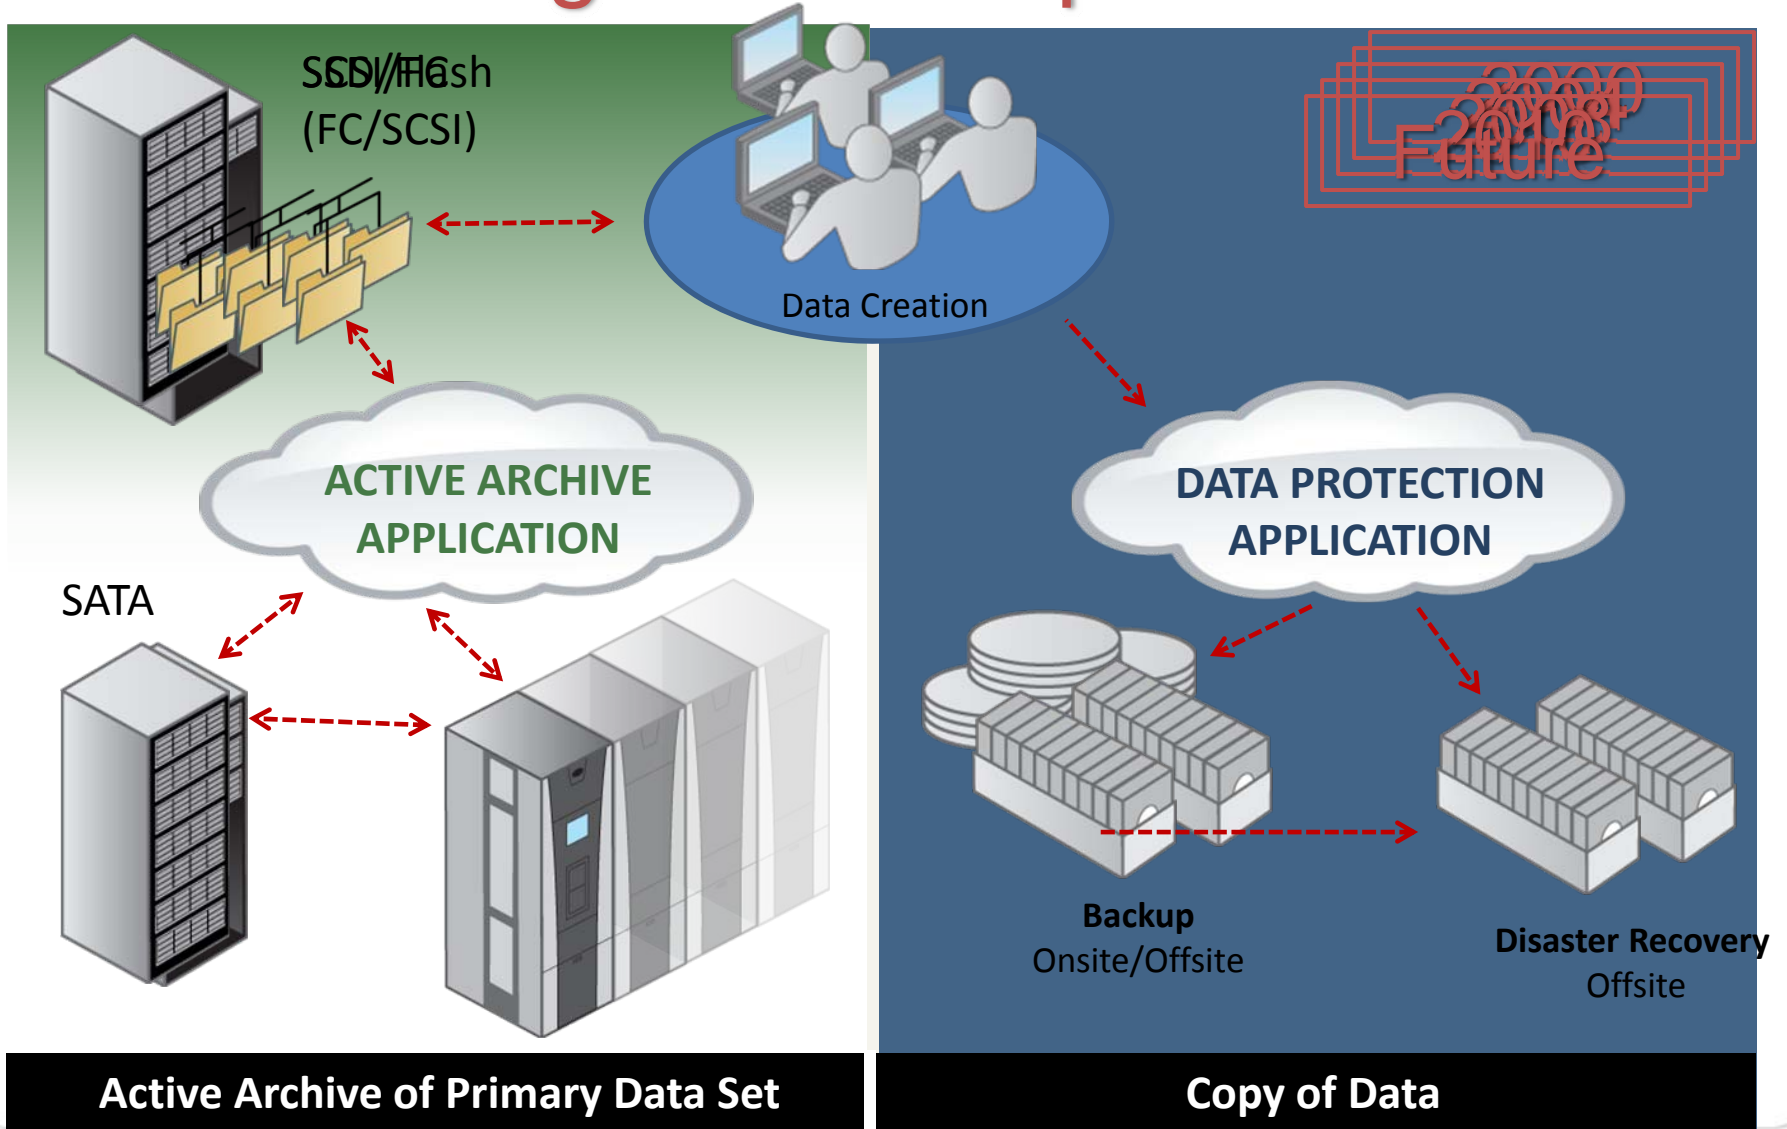 (FC/SCSI)
Data Creation
Future
ACTIVE ARCHIVE
APPLICATION
DATA PROTECTION
APPLICATION
SATA
Backup
Onsite/Offsite
Disaster Recovery
Offsite
Active Archive of Primary Data Set
Copy of Data